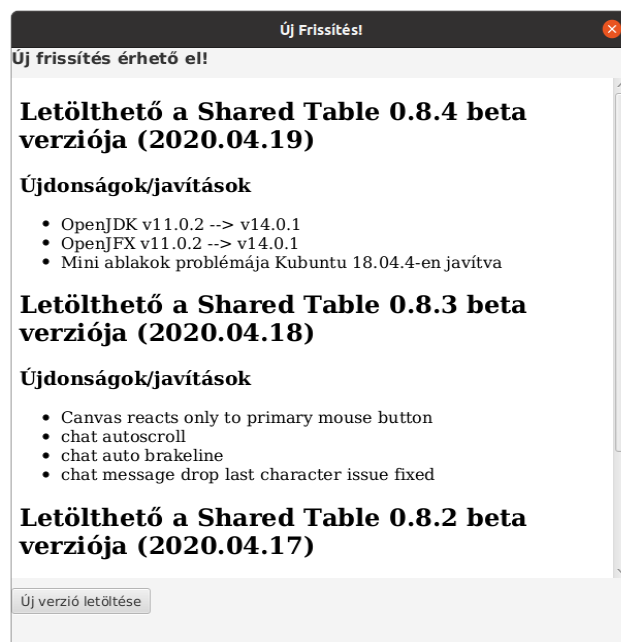 Új Frissítés!
Új frissítés érhető el!
Letölthető a Shared Table 0.8.4 beta
verziója (2020.04.19)
Újdonságok/javítások
• OpenJDK v11.0.2 --> v14.0.1
• OpenJFX v11.0.2 --> v14.0.1
• Mini ablakok problémája Kubuntu 18.04.4-en javítva
Letölthető a Shared Table 0.8.3 beta
verziója (2020.04.18)
Újdonságok/javítások
• Canvas reacts only to primary mouse button
• chat autoscroll
• chat auto brakeline
• chat message drop last character issue fixed
Letölthető a Shared Table 0.8.2 beta
verziója (2020.04.17)
Új verzió letöltése